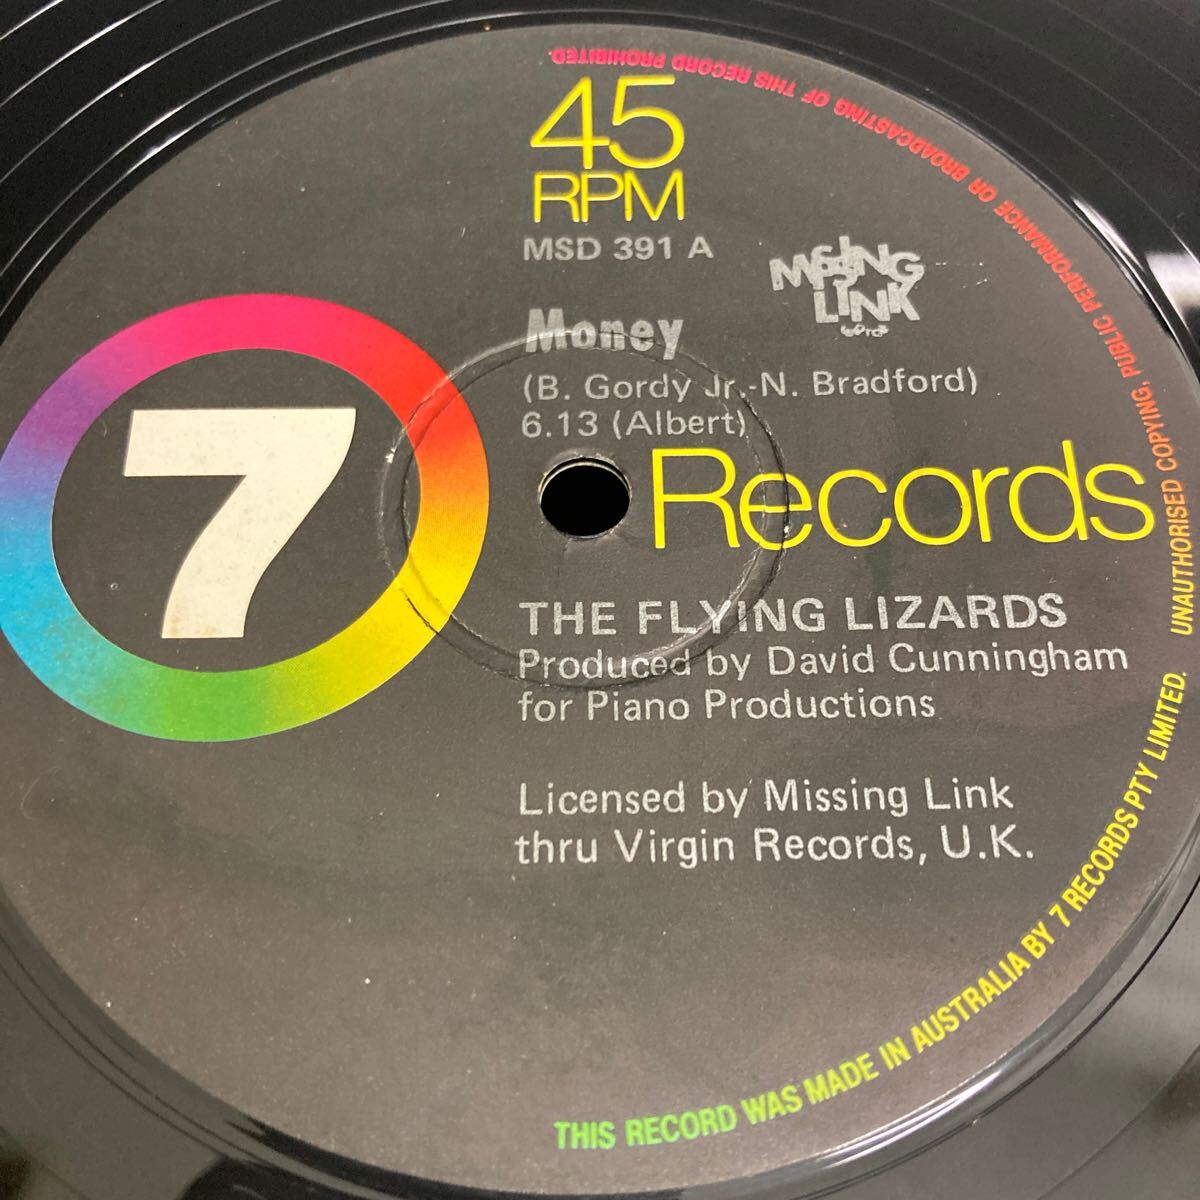 45
RPM
MSD 391 A
MISSING
LINK
Money
(B. Gordy Jr.-N. Bradford)
6.13 (Albert)
7
Records
THE FLYING LIZARDS
Produced by David Cunningham
for Piano Productions
Licensed by Missing Link
thru Virgin Records, U.K.
THIS RECORD WAS MADE IN AUSTRALIA BY 7 RECORDS PTY LIMITED. UNAUTHORISED COPYING, PUBLIC PERFORMANCE OR BROADCASTING OF THIS RECORD PROHIBITED.